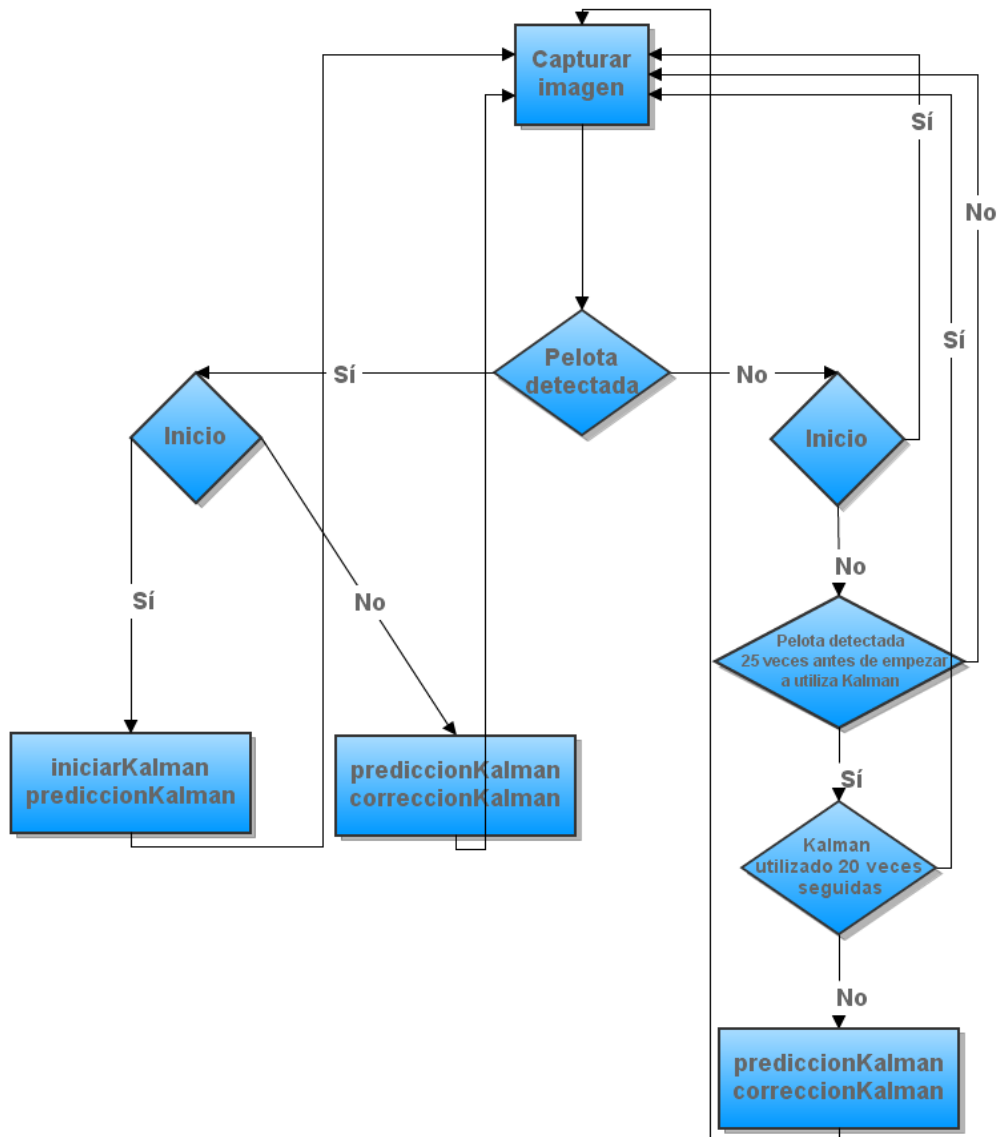 Capturar
imagen
Sí
No
Sí
Pelota
detectada
Sí
No
Inicio
Inicio
Sí
No
No
Pelota detectada
25 veces antes de empezar
a utiliza Kalman
iniciarKalman
prediccionKalman
prediccionKalman
correccionKalman
Sí
Kalman
utilizado 20 veces
seguidas
No
prediccionKalman
correccionKalman